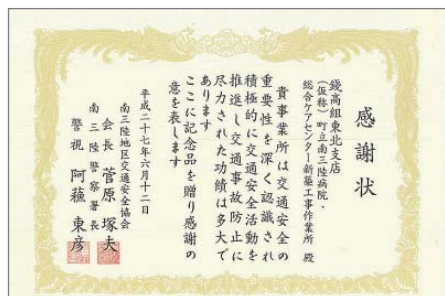 感謝状
錢高組東北支店
(仮称)町立南三陸病院・
総合ケアセンター新築工事作業所 殿
貴事業所は交通安全の
重要性を深く認識され
積極的に交通安全活動を
推進し交通事故防止に
尽力された功績は多大で
あります
ここに記念品を贈り感謝の
意を表します
平成二十七年六月十二日
南三陸地区交通安全協会
会長 菅原 塚夫
南三陸警察署長
警視 阿蘓 東彦